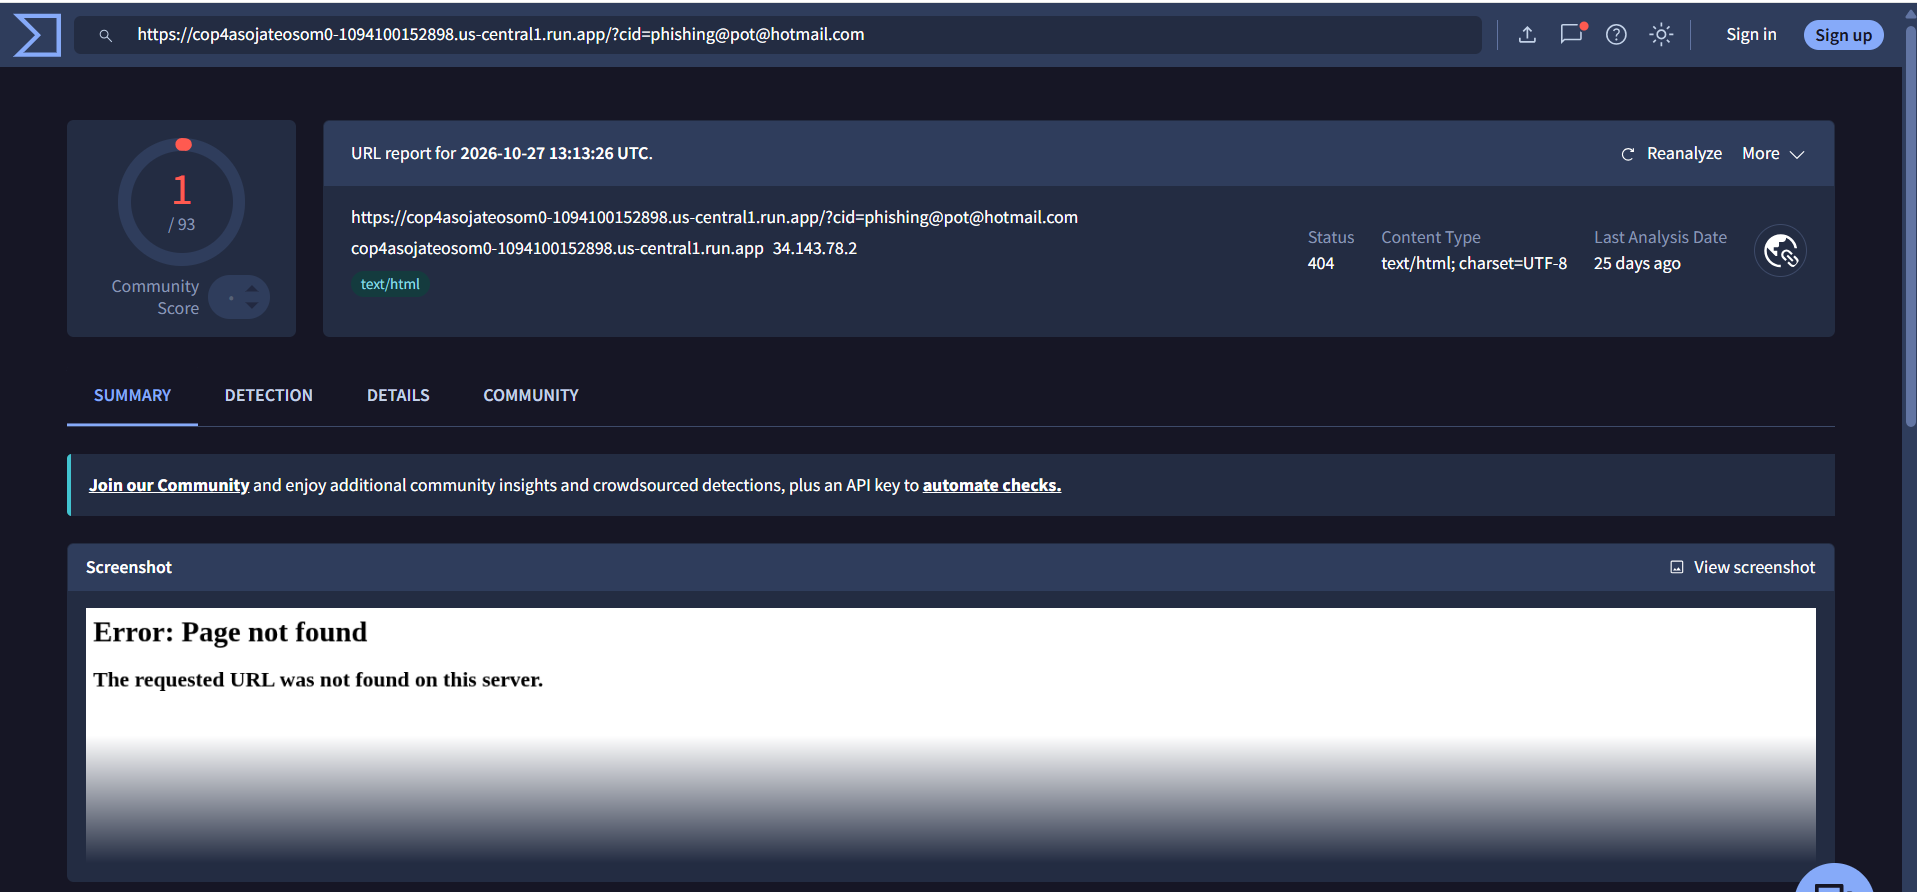 https://cop4asojateosom0-1094100152898.us-central1.run.app/?cid=phishing@pot@hotmail.com
Sign in
Sign up
1
/ 93
Community
Score
URL report for 2026-10-27 13:13:26 UTC.
Reanalyze
More
https://cop4asojateosom0-1094100152898.us-central1.run.app/?cid=phishing@pot@hotmail.com
cop4asojateosom0-1094100152898.us-central1.run.app 34.143.78.2
text/html
Status
404
Content Type
text/html; charset=UTF-8
Last Analysis Date
25 days ago
SUMMARY
DETECTION
DETAILS
COMMUNITY
Join our Community and enjoy additional community insights and crowdsourced detections, plus an API key to automate checks.
Screenshot
View screenshot
Error: Page not found
The requested URL was not found on this server.